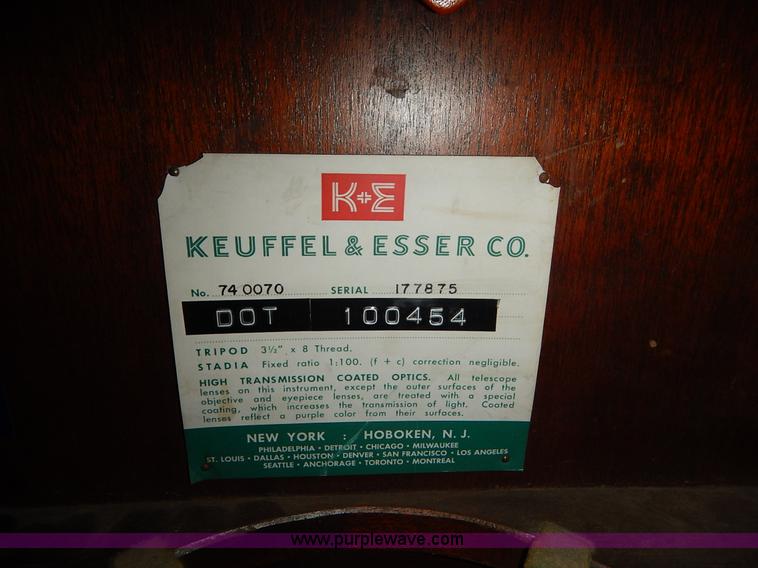 K+E
KEUFFEL & ESSER CO.
No. 74 0070 SERIAL 177875
DOT 100454
TRIPOD 3½" x 8 Thread.
STADIA Fixed ratio 1:100. (f + c) correction negligible.
HIGH TRANSMISSION COATED OPTICS. All telescope
lenses on this instrument, except the outer surfaces of the
objective and eyepiece lenses, are treated with a special
coating, which increases the transmission of light. Coated
lenses reflect a purple color from their surfaces.
NEW YORK : HOBOKEN, N. J.
PHILADELPHIA • DETROIT • CHICAGO • MILWAUKEE
ST. LOUIS • DALLAS • HOUSTON • DENVER • SAN FRANCISCO • LOS ANGELES
SEATTLE • ANCHORAGE • TORONTO • MONTREAL
www.purplewave.com